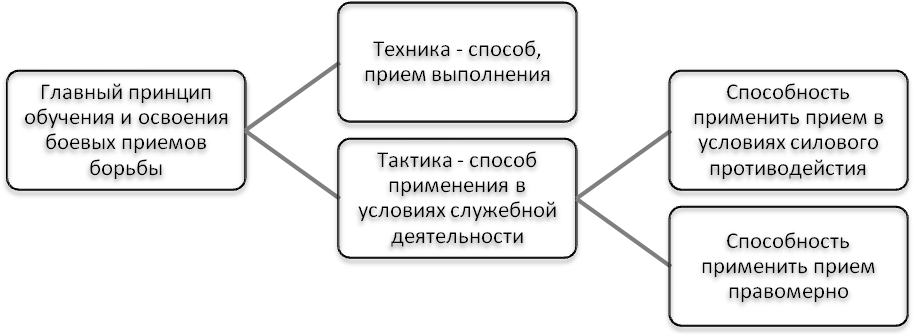 Главный принцип
обучения и освоения
боевых приемов
борьбы
Техника - способ,
прием выполнения
Тактика - способ
применения в
условиях служебной
деятельности
Способность
применить прием в
условиях силового
противодейстия
Способность
применить прием
правомерно